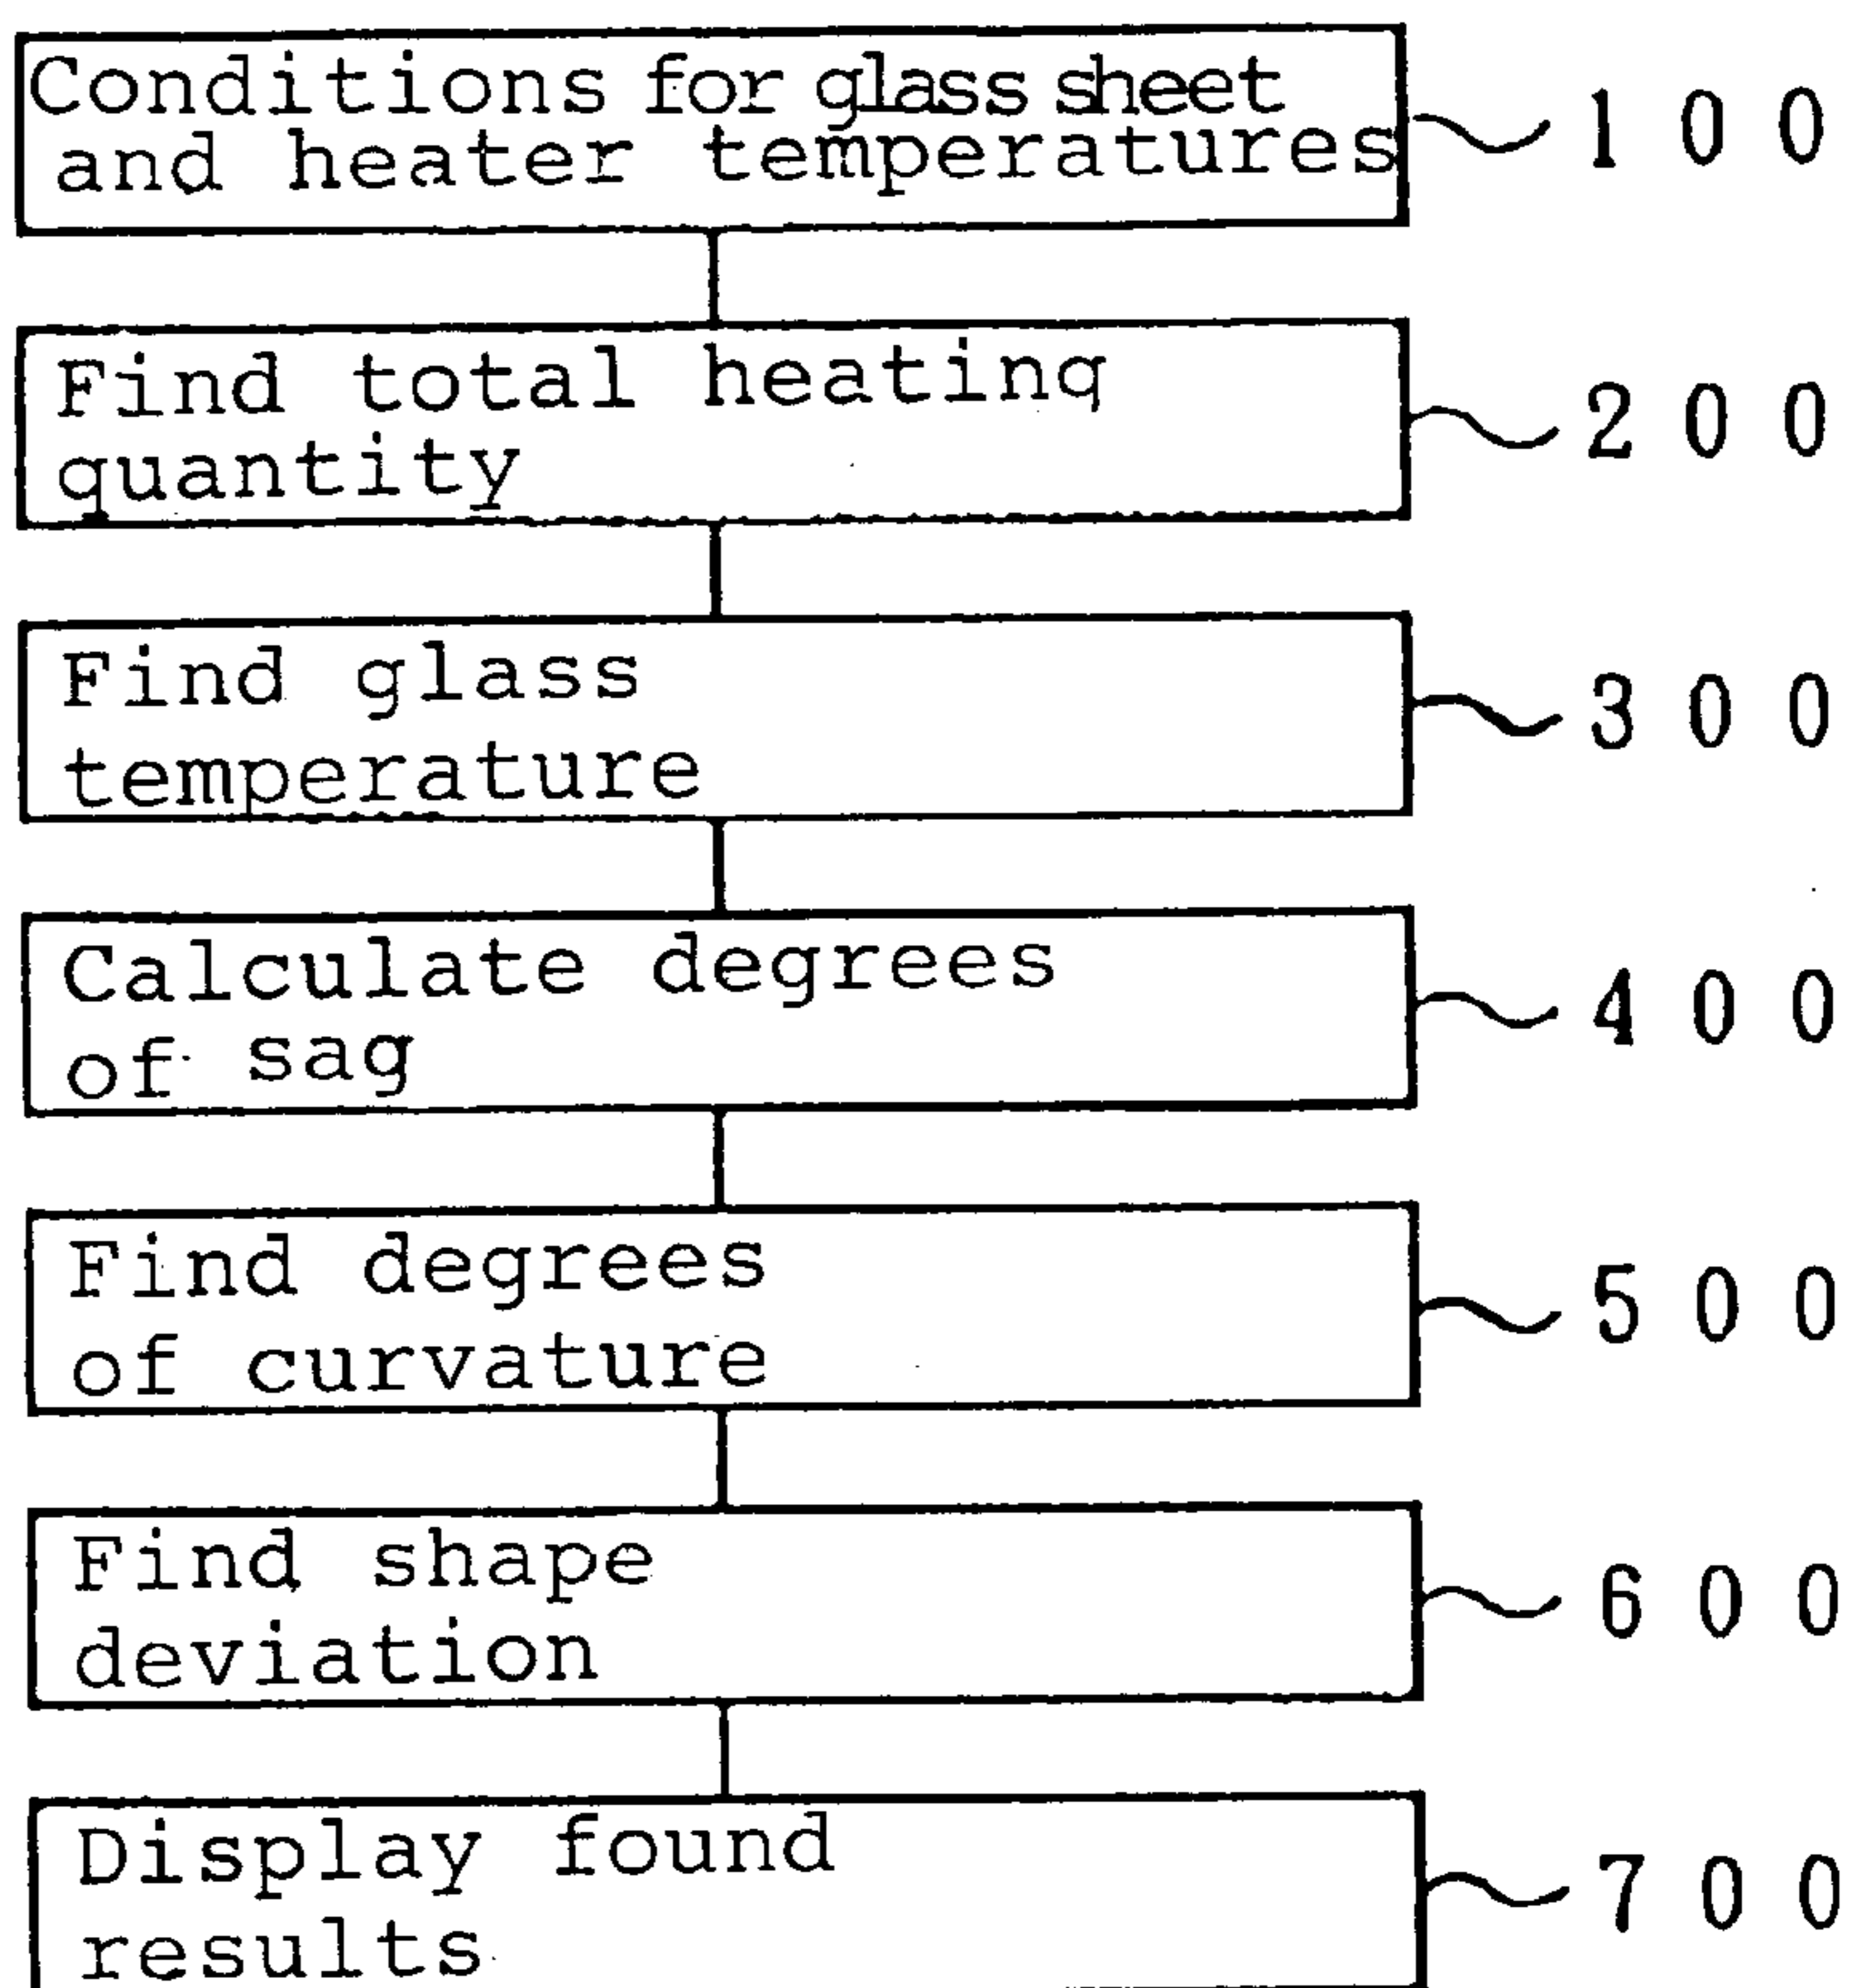 Conditions for glass sheet
and heater temperatures
100
Find total heating
quantity
200
Find glass
temperature
300
Calculate degrees
of sag
400
Find degrees
of curvature
500
Find shape
deviation
600
Display found
results
700